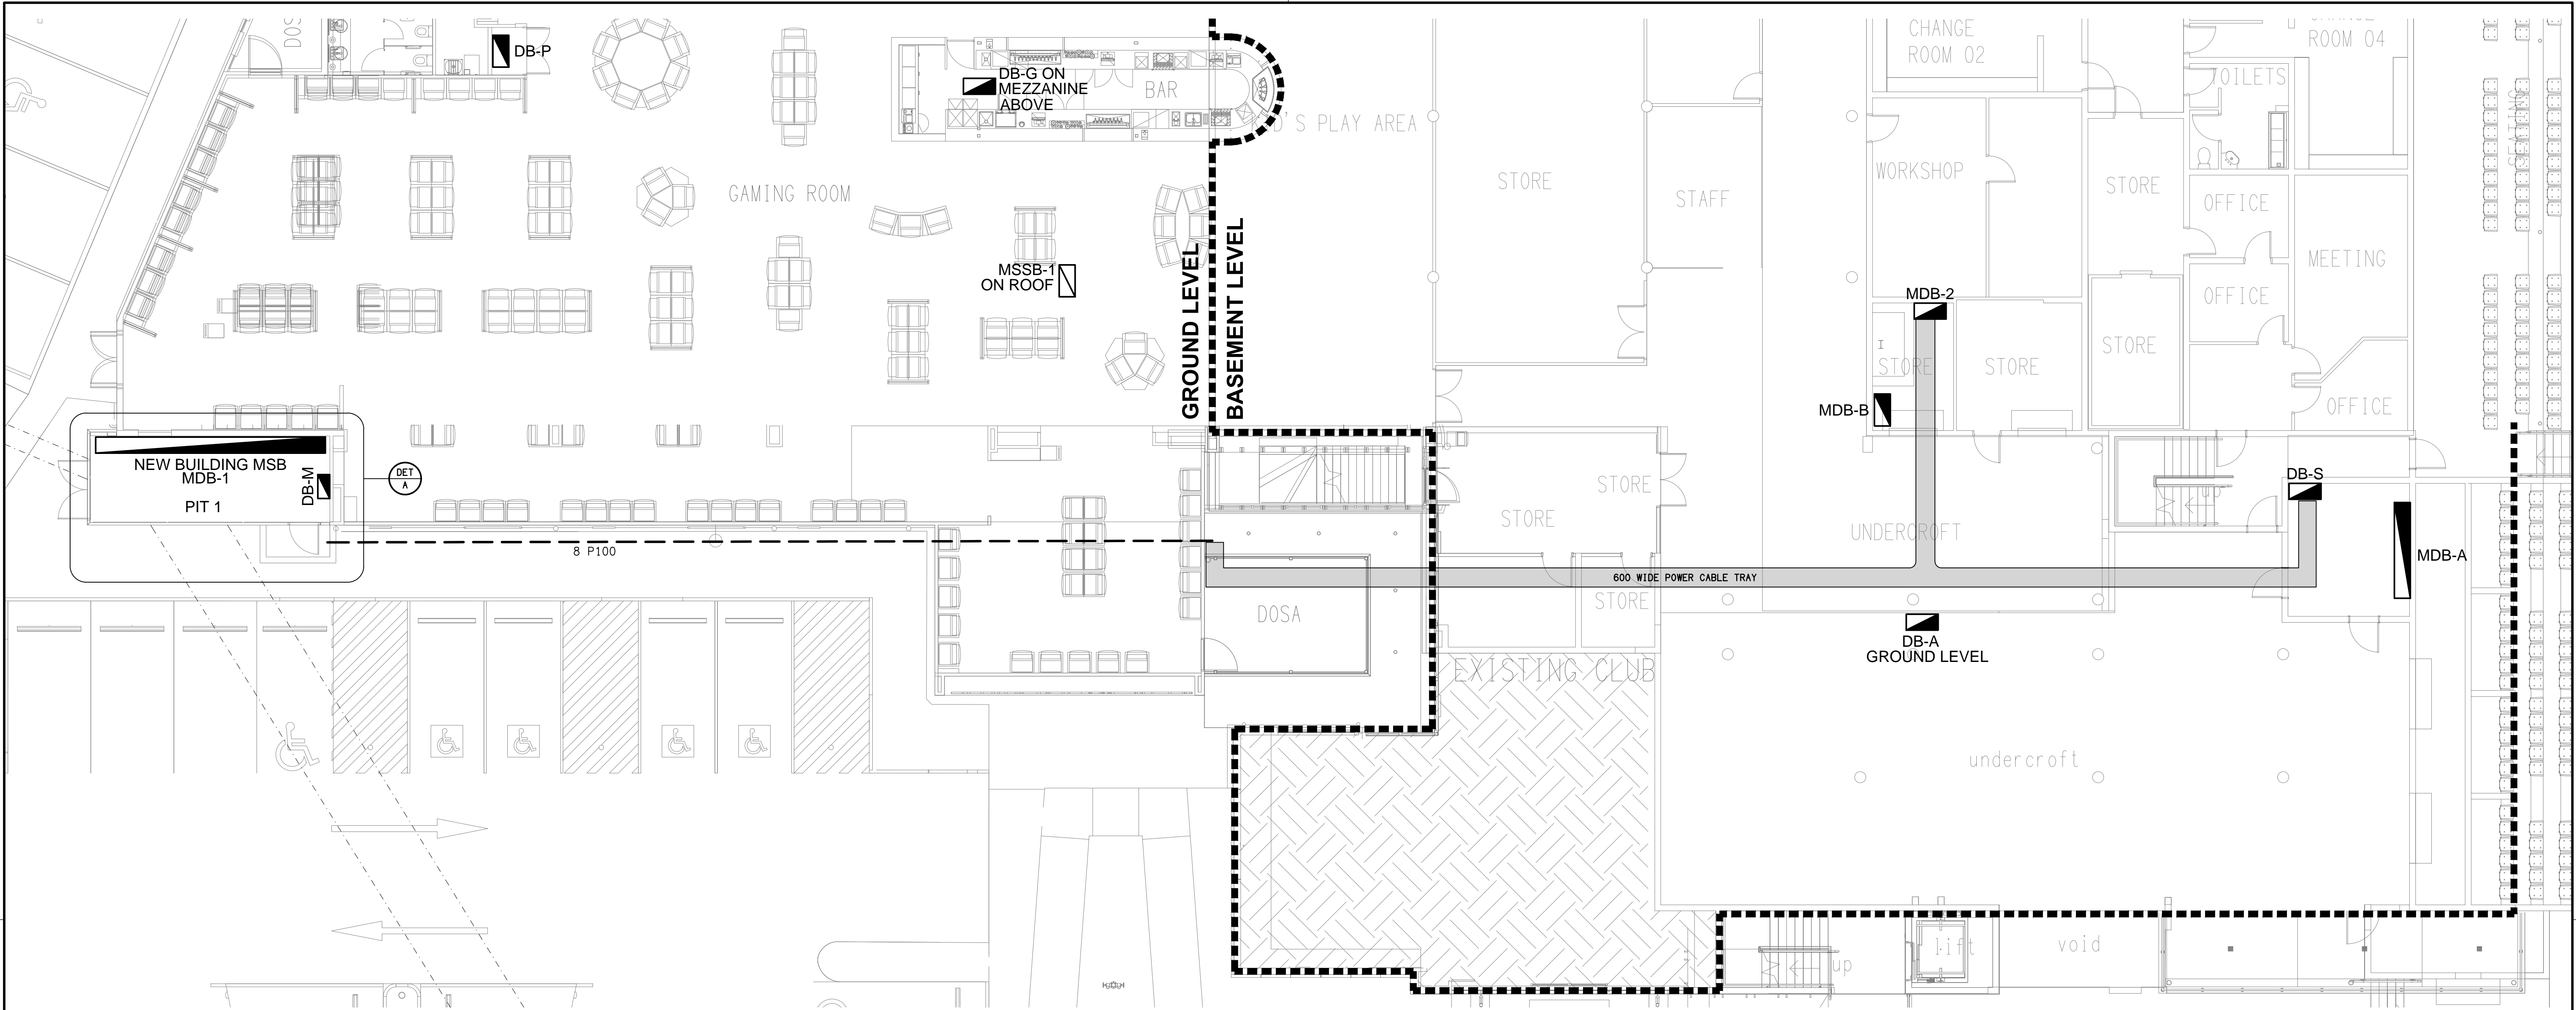 DOS
DB-P
DB-G ON
MEZZANINE
ABOVE
BAR
CHANGE
ROOM 02
ROOM 04
TOILETS
'S PLAY AREA
WORKSHOP
STORE
STAFF
STORE
SEATING
GAMING ROOM
OFFICE
GROUND LEVEL
BASEMENT LEVEL
MSSB-1
ON ROOF
MEETING
MDB-2
OFFICE
STORE
STORE
STORE
MDB-B
OFFICE
NEW BUILDING MSB
MDB-1
PIT 1
DB-M
DET
A
STORE
STORE
DB-S
up
UNDERCROFT
8 P100
MDB-A
600 WIDE POWER CABLE TRAY
STORE
DOSA
DB-A
GROUND LEVEL
EXISTING CLUB
undercroft
up
lift
void